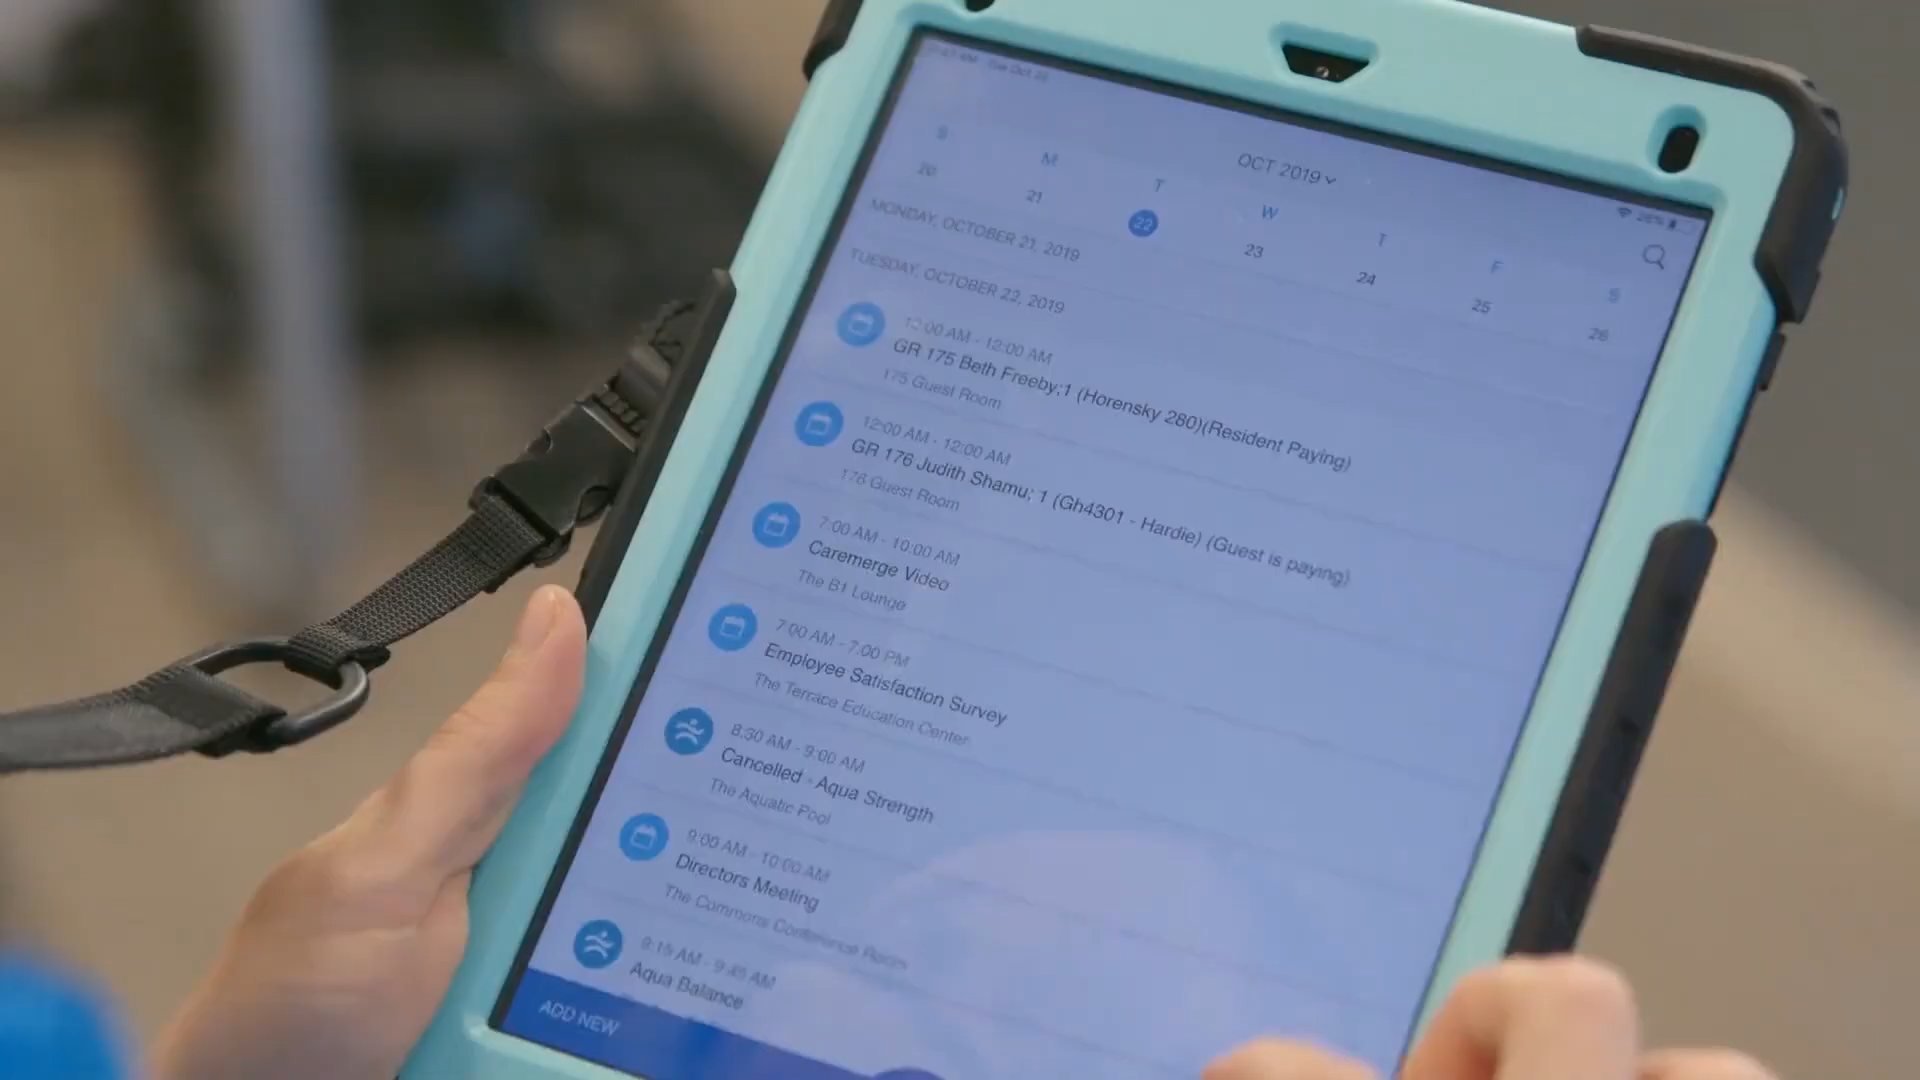 Tue Oct 22
26%
OCT 2019
S M T W T F S
20 21 22 23 24 25 26
MONDAY, OCTOBER 21, 2019
TUESDAY, OCTOBER 22, 2019
12:00 AM - 12:00 AM
GR 175 Beth Freeby;1 (Horensky 280)(Resident Paying)
175 Guest Room
12:00 AM - 12:00 AM
GR 176 Judith Shamu; 1 (Gh4301 - Hardie) (Guest is paying)
176 Guest Room
7:00 AM - 10:00 AM
Caremerge Video
The B1 Lounge
7:00 AM - 7:00 PM
Employee Satisfaction Survey
The Terrace Education Center
8:30 AM - 9:00 AM
Cancelled - Aqua Strength
The Aquatic Pool
9:00 AM - 10:00 AM
Directors Meeting
The Commons Conference Room
9:15 AM - 9:45 AM
Aqua Balance
ADD NEW